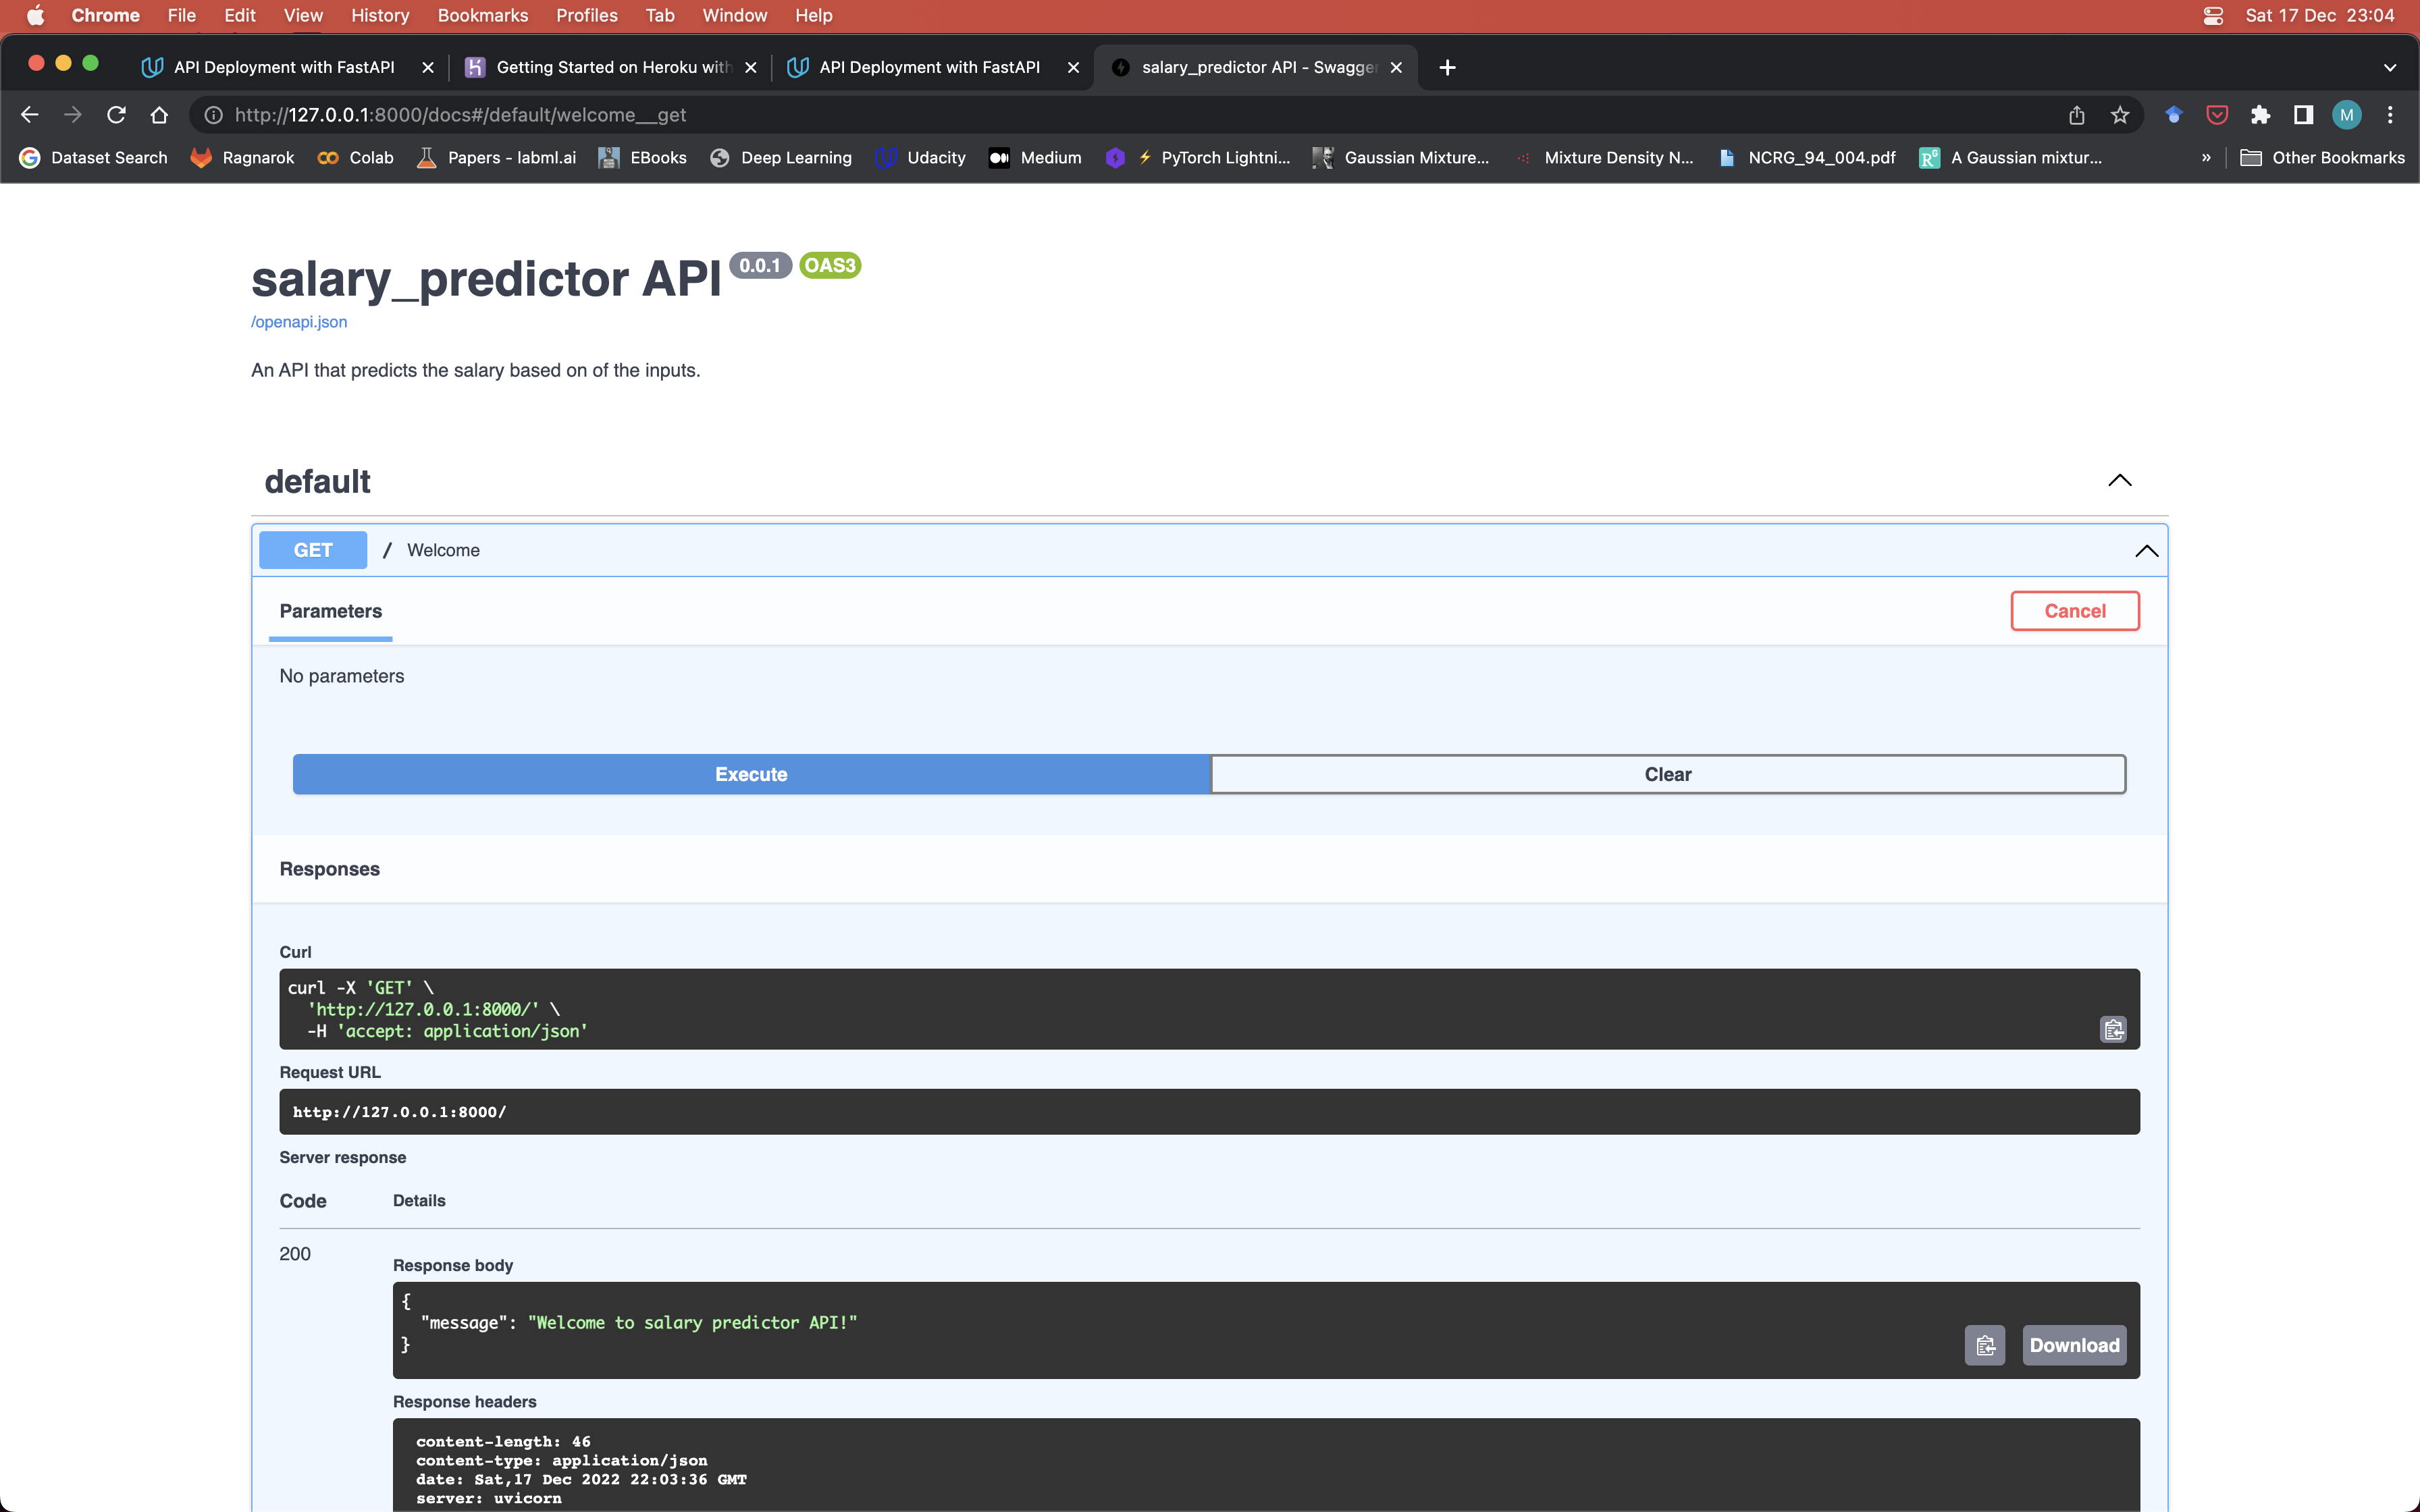 Chrome File Edit View History Bookmarks Profiles Tab Window Help Sat 17 Dec 23:04
API Deployment with FastAPI Getting Started on Heroku with API Deployment with FastAPI salary_predictor API - Swagger
http://127.0.0.1:8000/docs#/default/welcome__get M
Dataset Search Ragnarok Colab Papers - labml.ai EBooks Deep Learning Udacity Medium ⚡ PyTorch Lightni... Gaussian Mixture... Mixture Density N... NCRG_94_004.pdf A Gaussian mixtur... » Other Bookmarks
salary_predictor API 0.0.1 OAS3
/openapi.json
An API that predicts the salary based on of the inputs.
default
GET / Welcome
Parameters Cancel
No parameters
Execute Clear
Responses
Curl
curl -X 'GET' \
'http://127.0.0.1:8000/' \
-H 'accept: application/json'
Request URL
http://127.0.0.1:8000/
Server response
Code Details
200
Response body
{
"message": "Welcome to salary predictor API!"
}
Download
Response headers
content-length: 46
content-type: application/json
date: Sat,17 Dec 2022 22:03:36 GMT
server: uvicorn